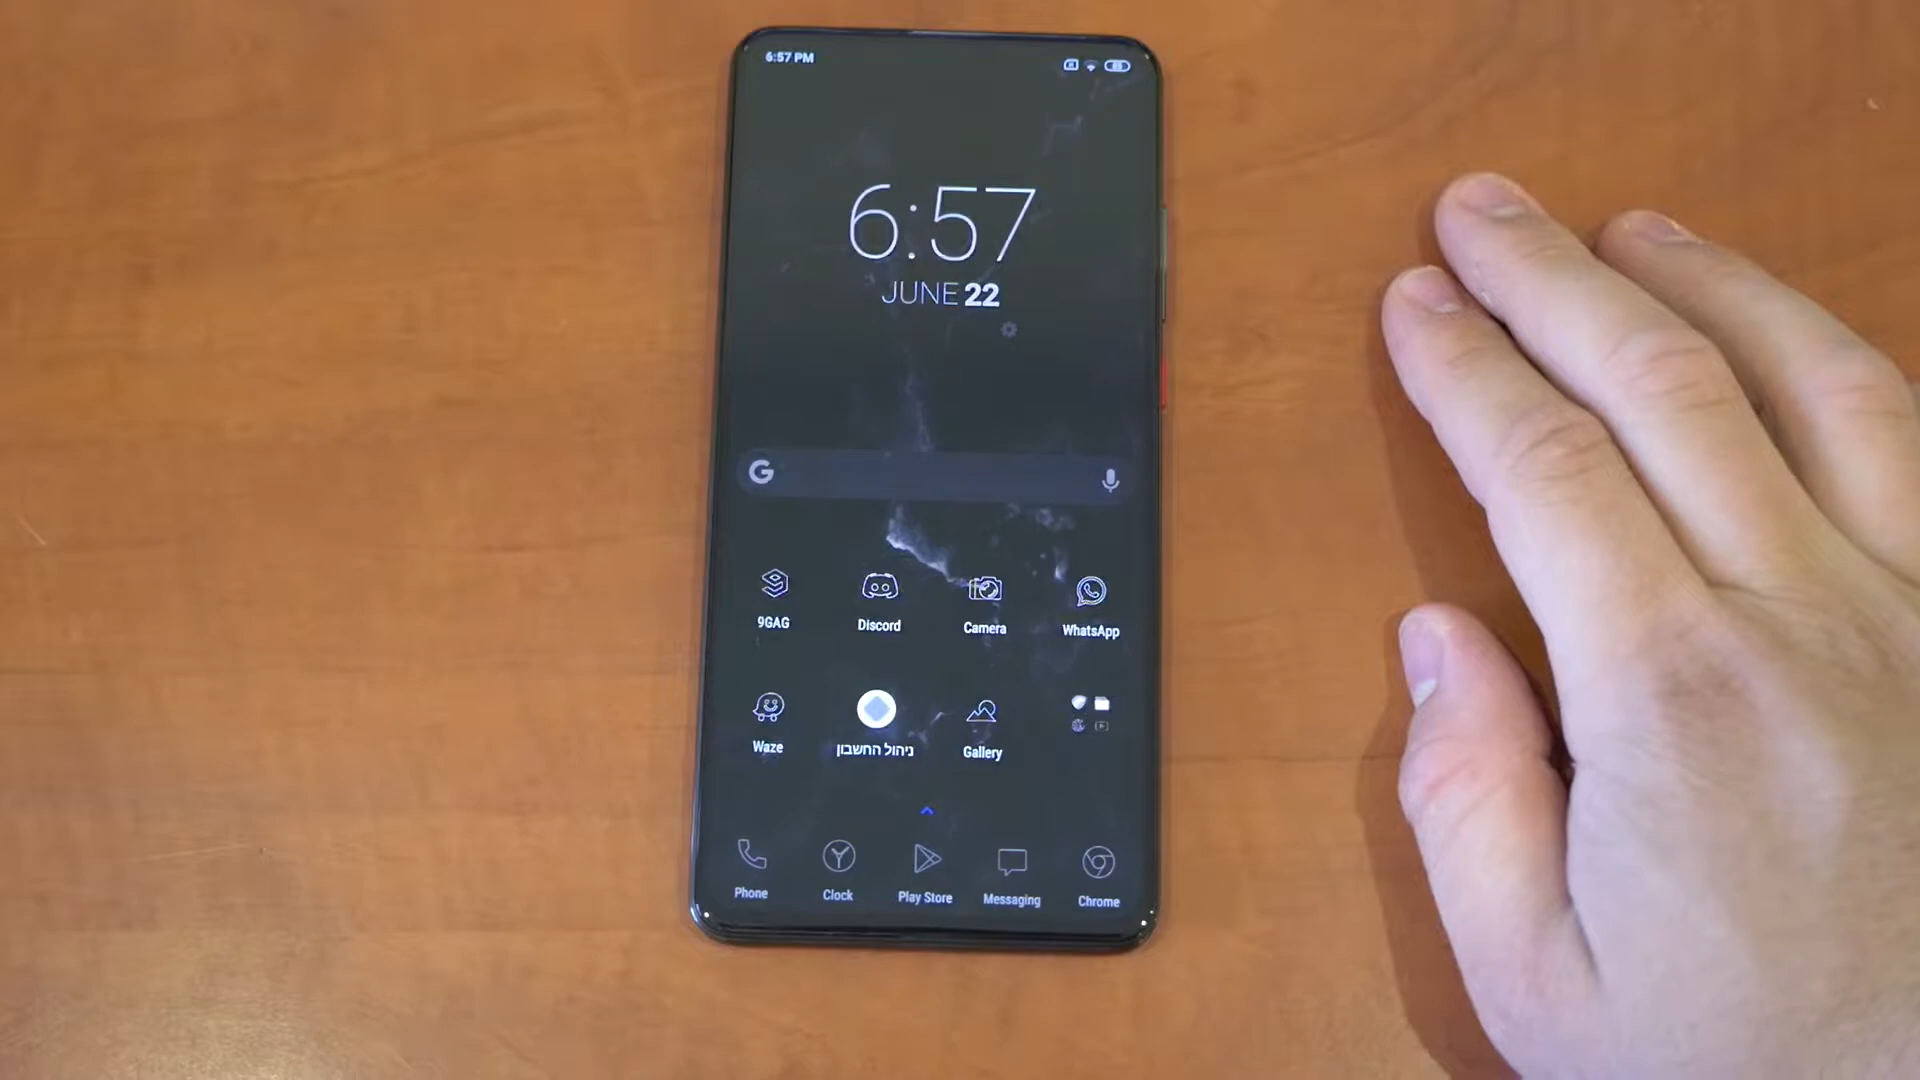 6:57 PM
6:57
JUNE 22
G
9GAG
Discord
Camera
WhatsApp
Waze
ניהול החשבון
Gallery
Phone
Clock
Play Store
Messaging
Chrome